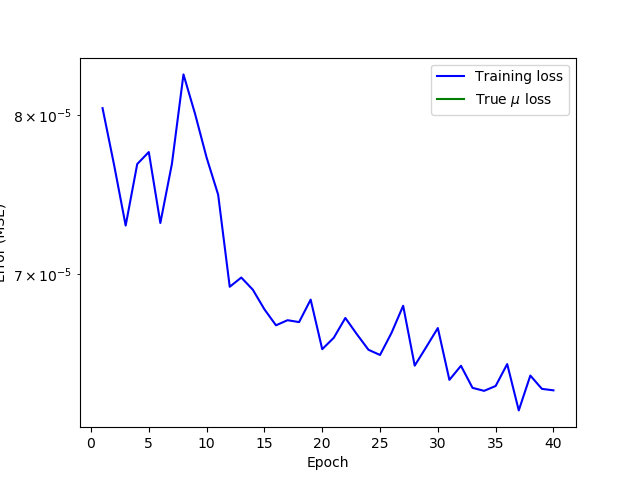 Training loss
True μ loss
8 × 10⁻⁵
7 × 10⁻⁵
Error (MSE)
0 5 10 15 20 25 30 35 40
Epoch